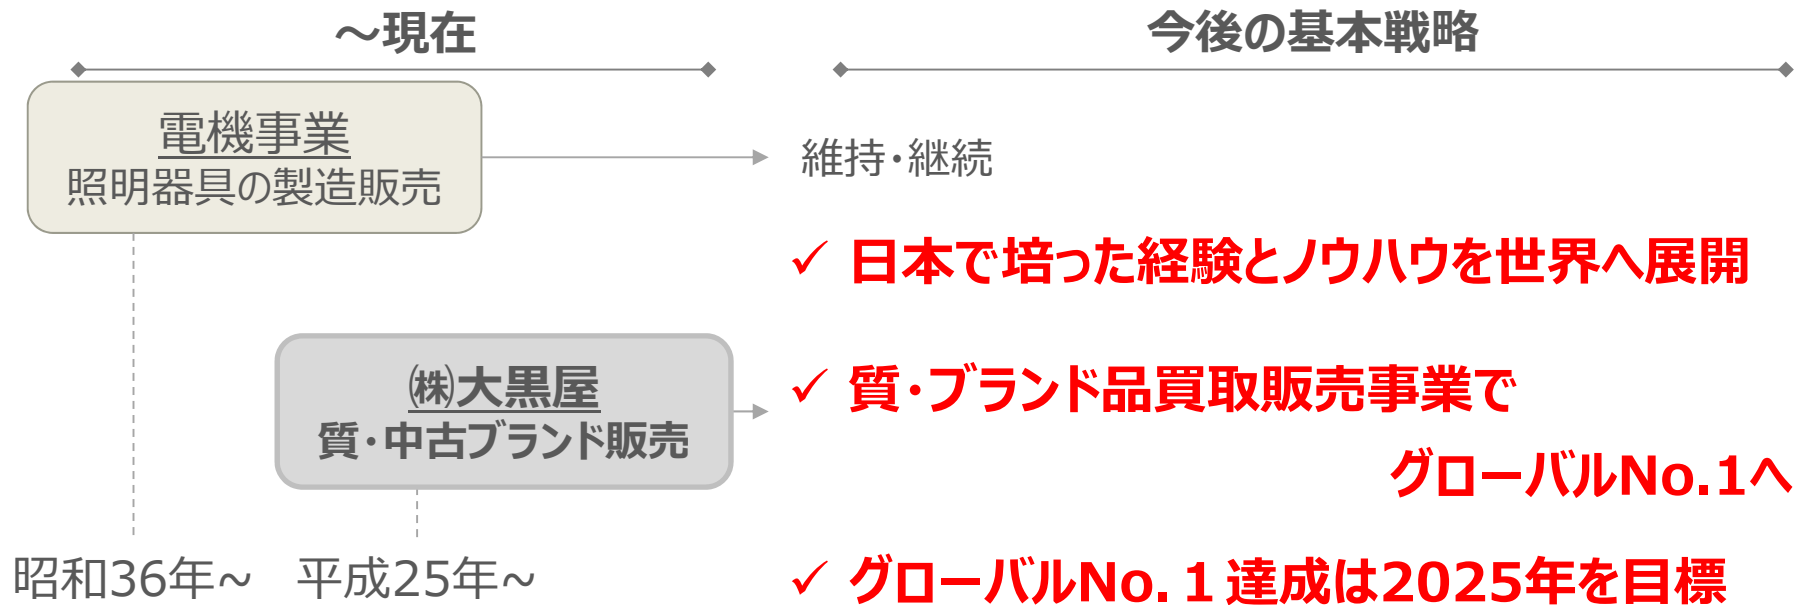 ～現在
今後の基本戦略
電機事業
照明器具の製造販売
維持・継続
✓ 日本で培った経験とノウハウを世界へ展開
㈱大黒屋
質・中古ブランド販売
✓ 質・ブランド品買取販売事業で
グローバルNo.1へ
昭和36年~
平成25年~
✓ グローバルNo.１達成は2025年を目標